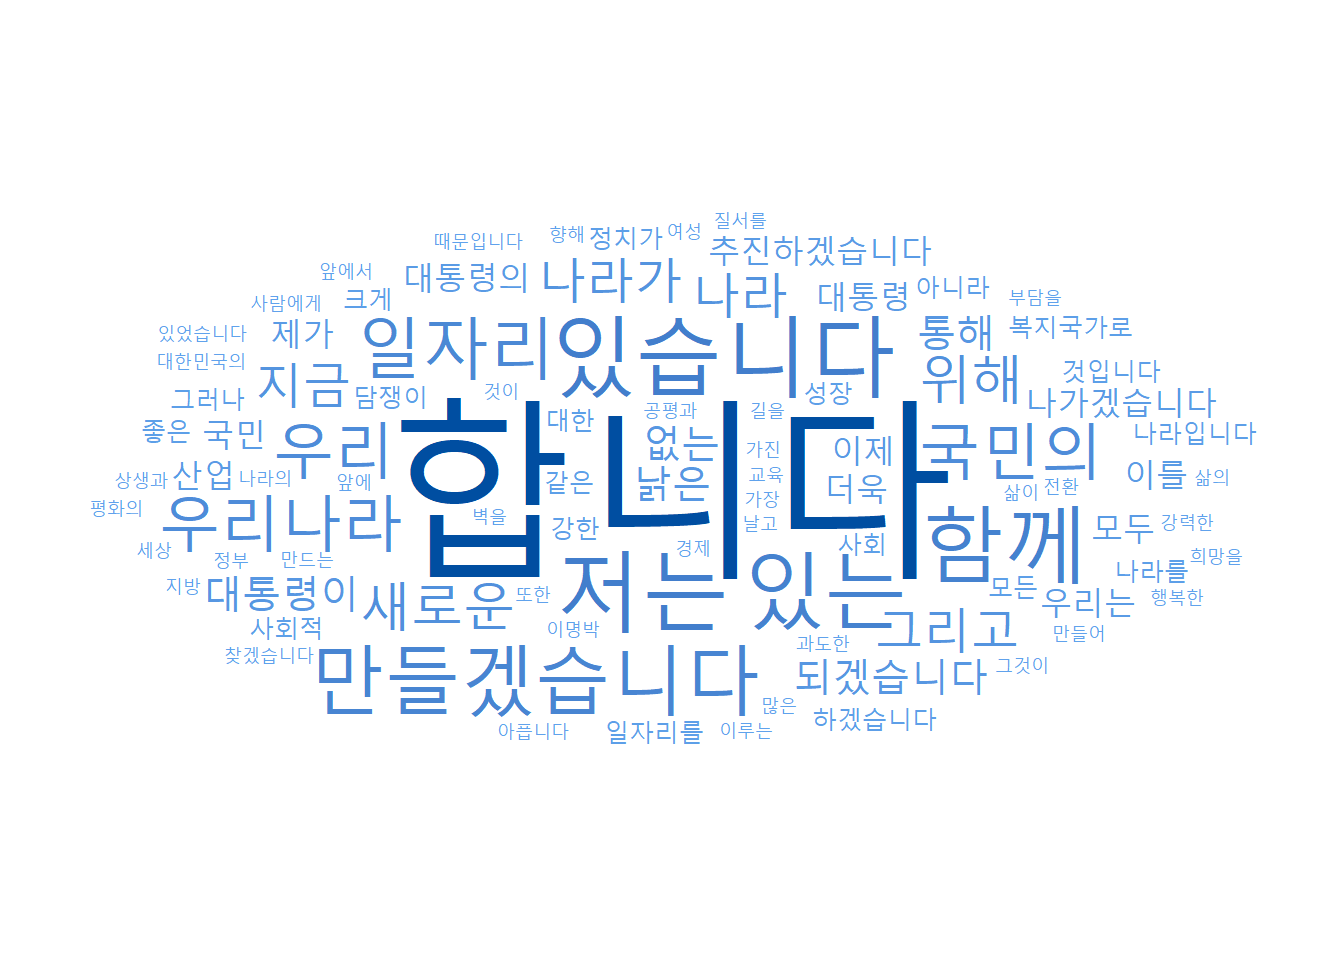 질서를
때문입니다 향해 정치가 여성 추진하겠습니다
앞에서 대통령의 나라가 나라 대통령 아니라
사람에게 크게 부담을
있었습니다 제가 일자리 있습니다 통해 복지국가로
대한민국의 지금 위해 것입니다
그러나 담쟁이 것이 성장 나가겠습니다
좋은 국민 우리 합니다 대한 공평과 길을 없는 이제 국민의 나라입니다
상생과 산업 나라의 앞에 같은 낡은 가진 교육 더욱 이를 삶의
평화의 우리나라 벽을 강한 가장 날고 삶이 전환 함께 모두 강력한
세상 정부 만드는 경제 사회 나라를 희망을
지방 대통령이 새로운 또한 저는 있는 모든 우리는 행복한
사회적 이명박 과도한 그리고 만들어
찾겠습니다 만들겠습니다 되겠습니다 그것이
많은 하겠습니다
아픕니다 일자리를 이루는